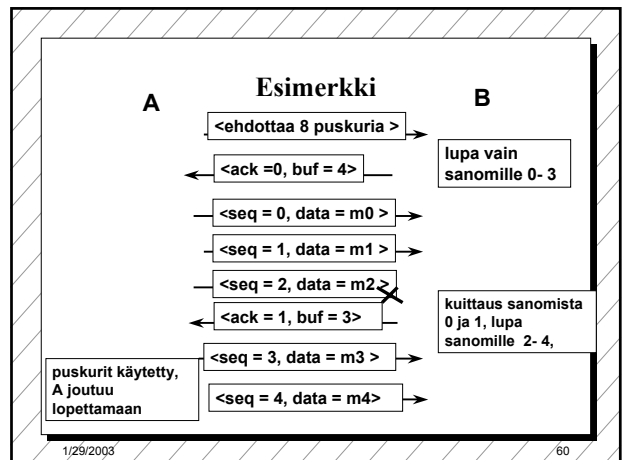 Esimerkki
A
B
<ehdottaa 8 puskuria >
lupa vain
sanomille 0- 3
<ack =0, buf = 4>
<seq = 0, data = m0 >
<seq = 1, data = m1 >
<seq = 2, data = m2 >
kuittaus sanomista
0 ja 1, lupa
sanomille 2- 4,
<ack = 1, buf = 3>
<seq = 3, data = m3 >
puskurit käytetty,
A joutuu
lopettamaan
<seq = 4, data = m4>
1/29/2003
60